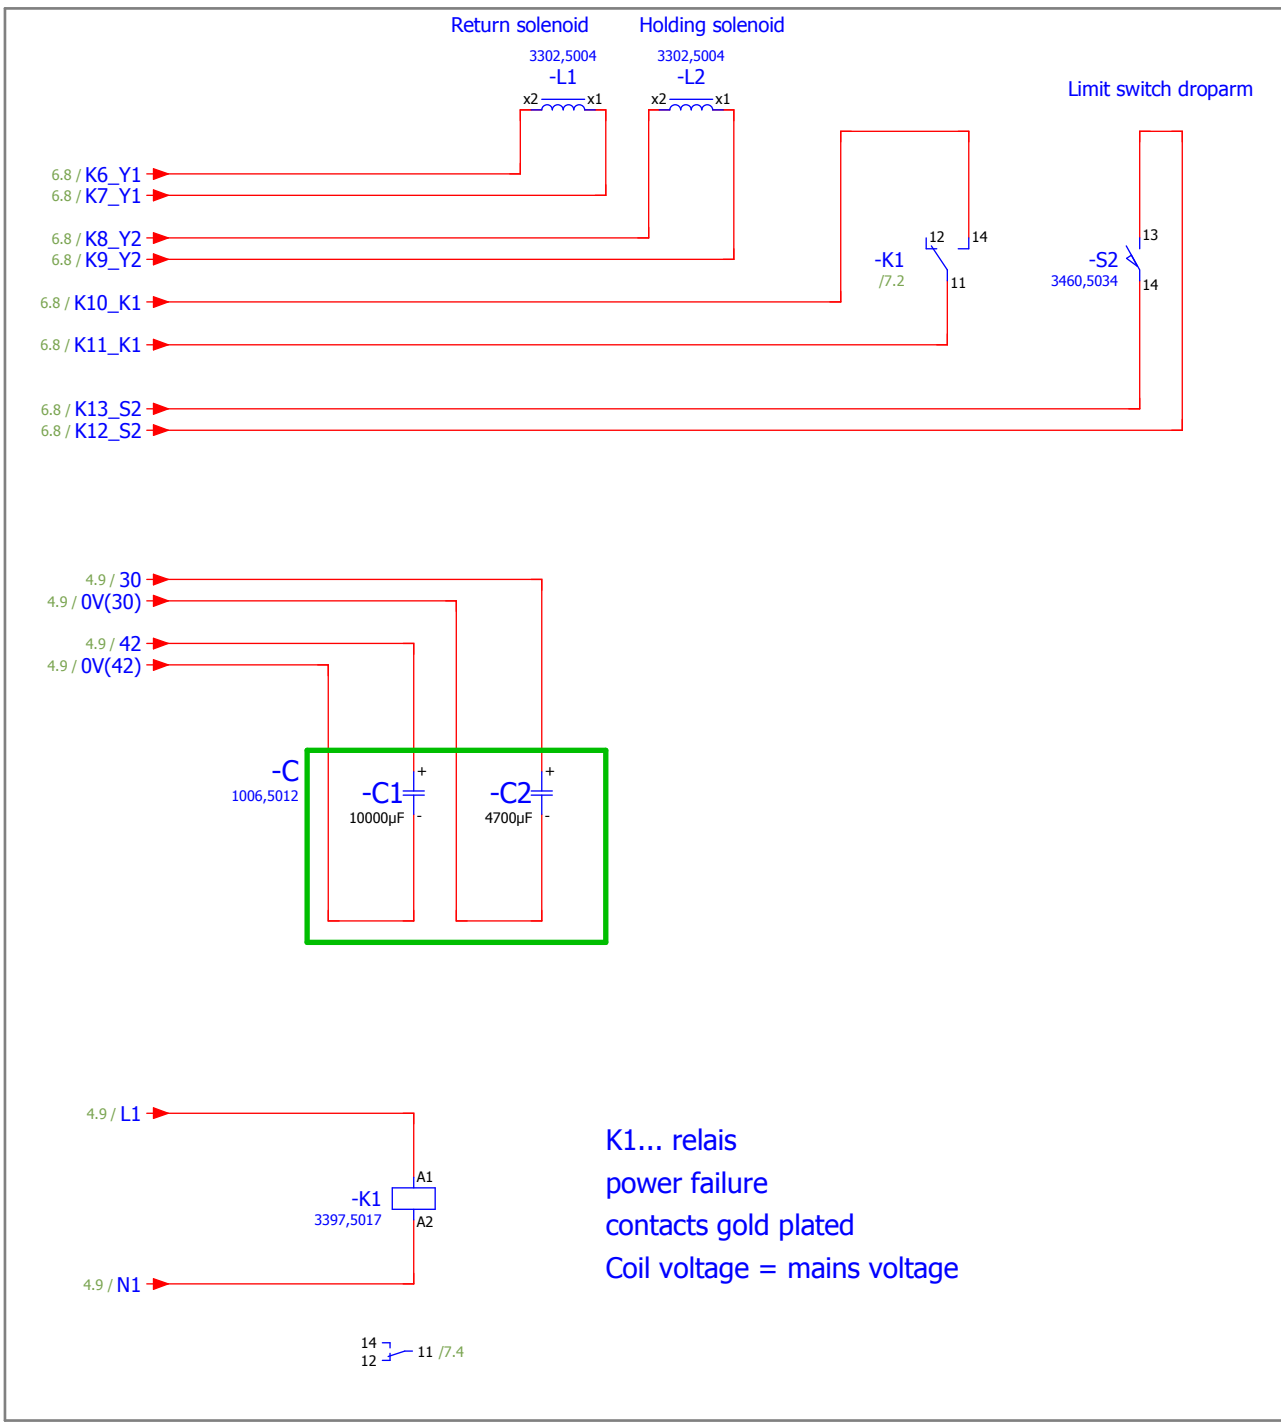 Return solenoid
Holding solenoid
3302,5004
3302,5004
-L1
-L2
x2
x1
x2
x1
Limit switch droparm
6.8 / K6_Y1
6.8 / K7_Y1
6.8 / K8_Y2
6.8 / K9_Y2
12
14
13
-K1
-S2
/7.2
3460,5034
11
14
6.8 / K10_K1
6.8 / K11_K1
6.8 / K13_S2
6.8 / K12_S2
4.9 / 30
4.9 / 0V(30)
4.9 / 42
4.9 / 0V(42)
-C
1006,5012
+
-C1
10000µF
-
+
-C2
4700µF
-
4.9 / L1
A1
-K1
3397,5017
A2
4.9 / N1
K1... relais
power failure
contacts gold plated
Coil voltage = mains voltage
14
12
11 /7.4